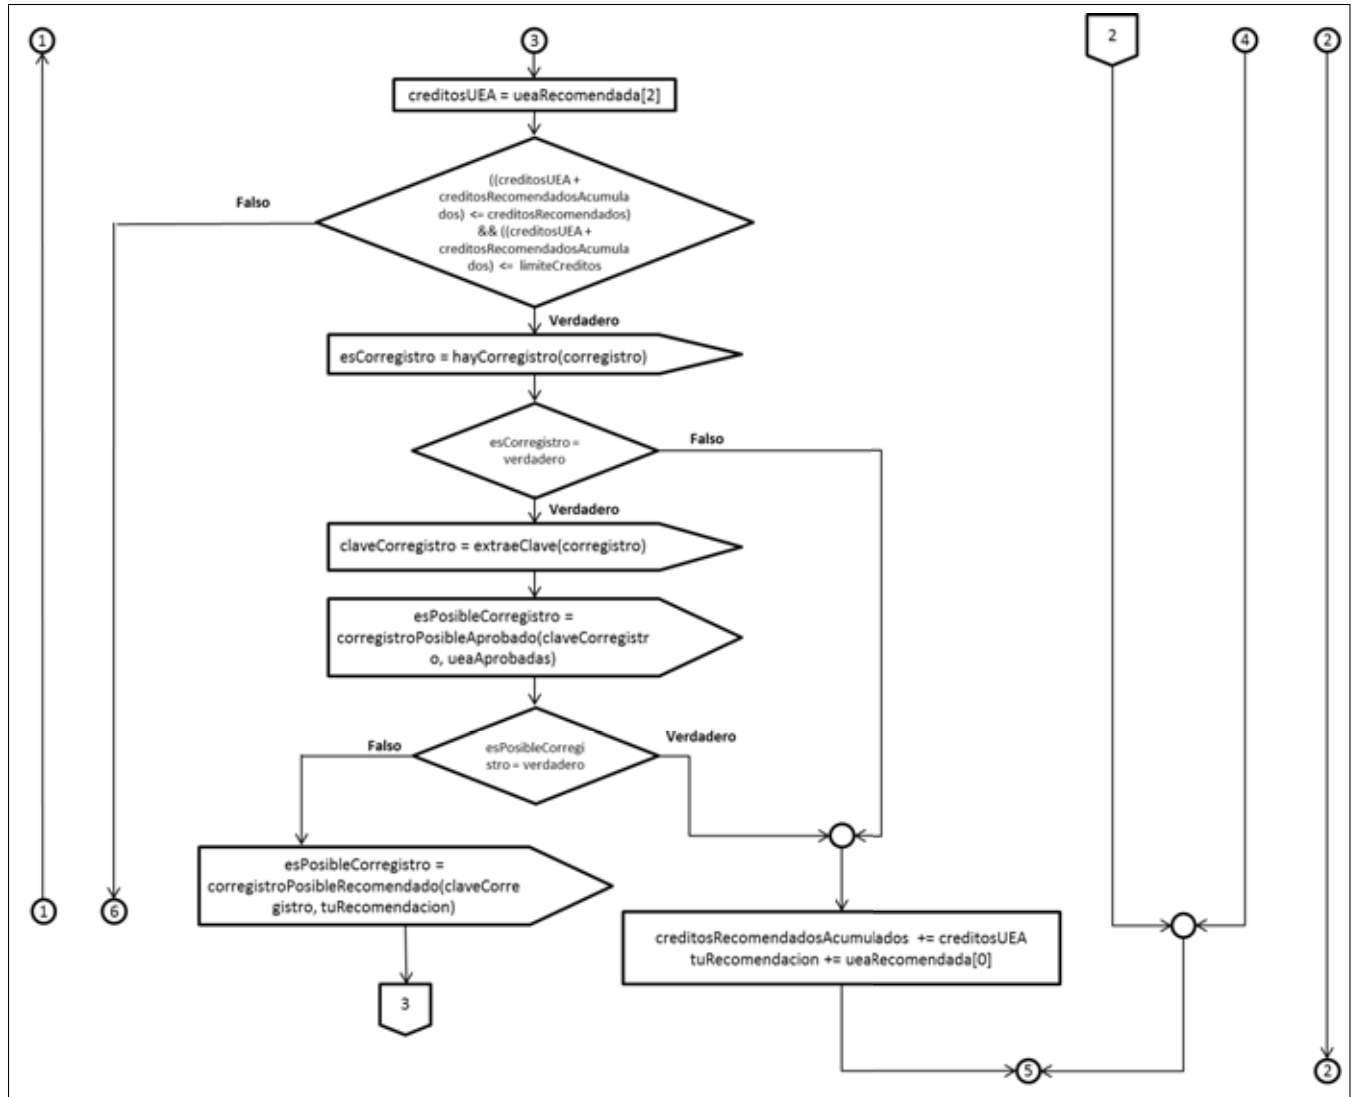 1
3
2
4
2
creditosUEA = ueaRecomendada[2]
((creditosUEA +
creditosRecomendadosAcumula
dos) <= creditosRecomendados)
&& ((creditosUEA +
creditosRecomendadosAcumula
dos) <= limiteCreditos
Falso
Verdadero
esCorregistro = hayCorregistro(corregistro)
esCorregistro =
verdadero
Falso
Verdadero
claveCorregistro = extraeClave(corregistro)
esPosibleCorregistro =
corregistroPosibleAprobado(claveCorregistr
o, ueaAprobadas)
Falso
esPosibleCorregi
stro = verdadero
Verdadero
esPosibleCorregistro =
corregistroPosibleRecomendado(claveCorre
gistro, tuRecomendacion)
1
6
creditosRecomendadosAcumulados += creditosUEA
tuRecomendacion += ueaRecomendada[0]
3
5
2